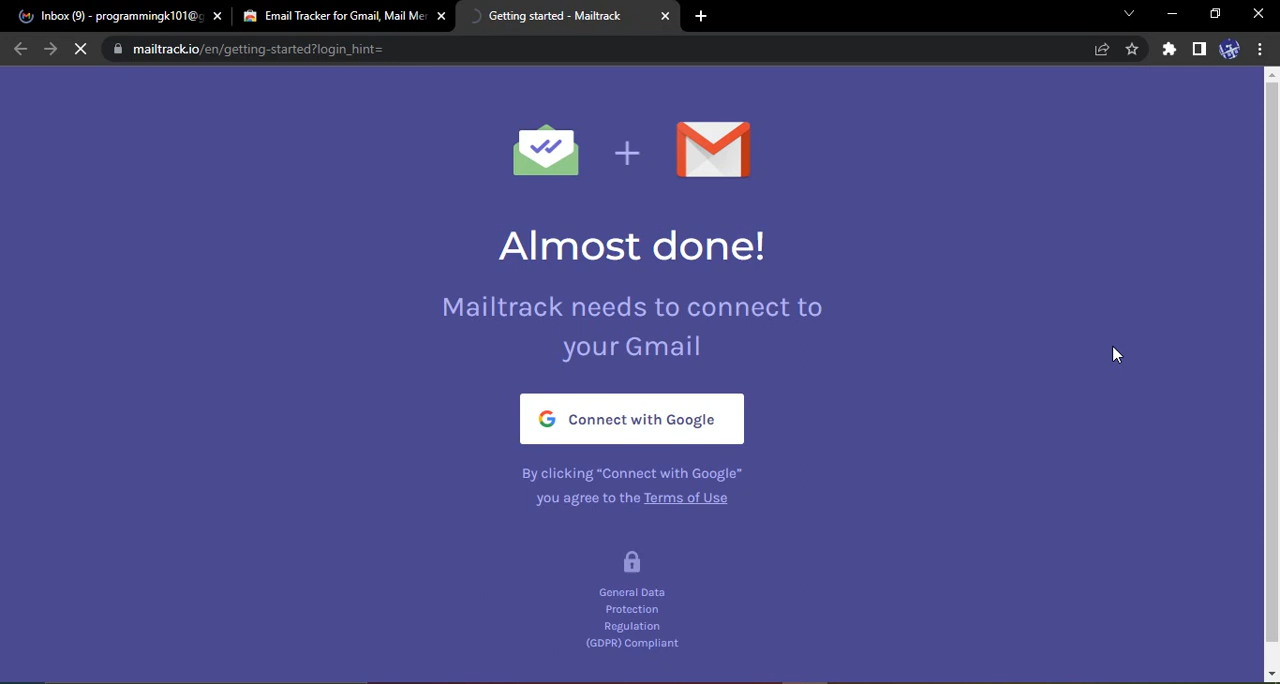 Inbox (9) - programmingk101@g
Email Tracker for Gmail, Mail Mer
Getting started - Mailtrack
mailtrack.io/en/getting-started?login_hint=
Almost done!
Mailtrack needs to connect to
your Gmail
Connect with Google
By clicking “Connect with Google”
you agree to the Terms of Use
General Data
Protection
Regulation
(GDPR) Compliant